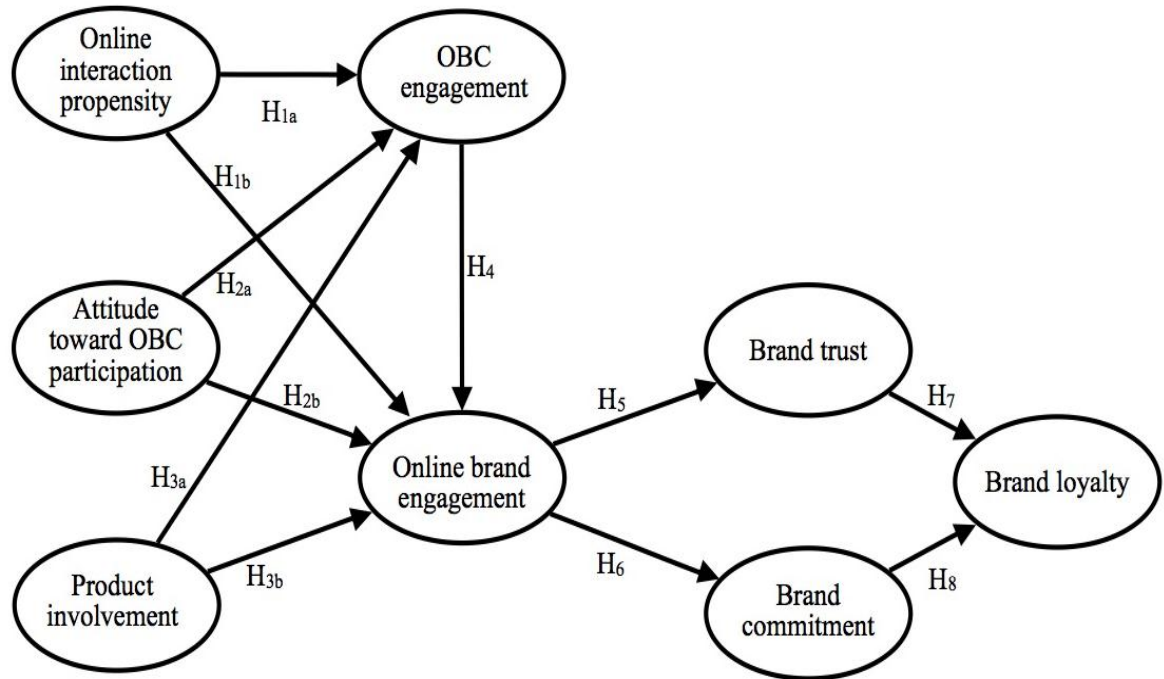 Online
interaction
propensity
OBC
engagement
H1a
H1b
H2a
H4
Attitude
toward OBC
participation
Brand trust
H2b
H5
H7
H3a
Online brand
engagement
Brand loyalty
H3b
H6
H8
Product
involvement
Brand
commitment